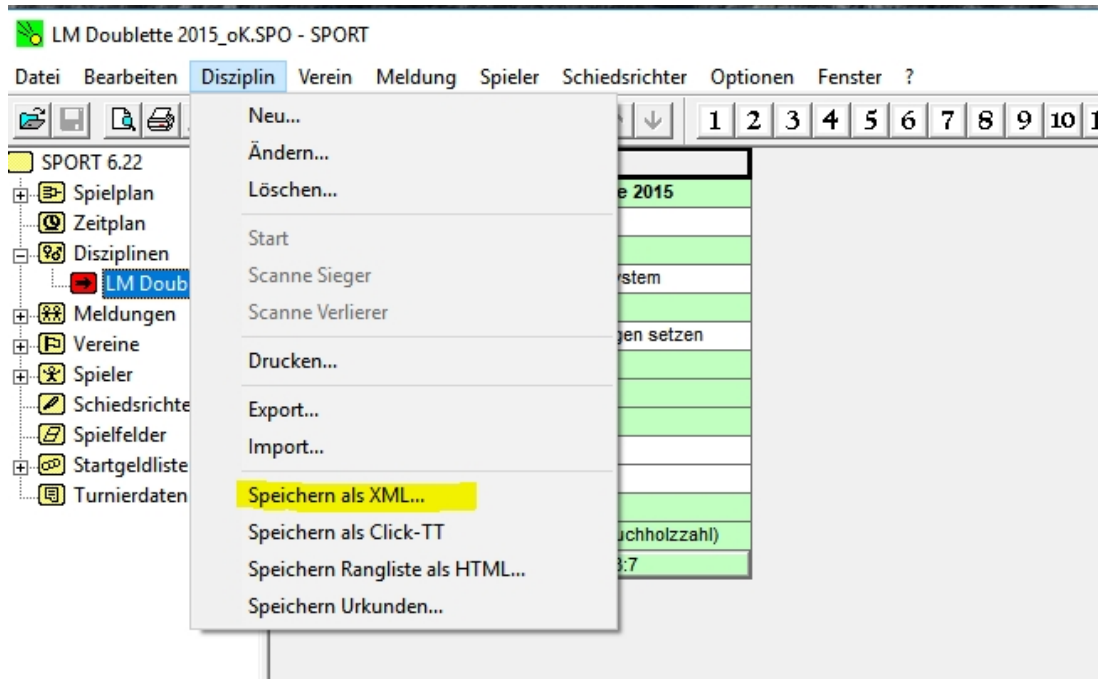 LM Doublette 2015_oK.SPO - SPORT
Datei Bearbeiten Disziplin Verein Meldung Spieler Schiedsrichter Optionen Fenster ?
1 2 3 4 5 6 7 8 9 10
SPORT 6.22
Spielplan
Zeitplan
Disziplinen
LM Doub
Meldungen
Vereine
Spieler
Schiedsrichte
Spielfelder
Startgeldliste
Turnierdaten
Neu...
Ändern...
Löschen...
Start
Scanne Sieger
Scanne Verlierer
Drucken...
Export...
Import...
Speichern als XML...
Speichern als Click-TT
Speichern Rangliste als HTML...
Speichern Urkunden...
e 2015
ystem
gen setzen
uchholzzahl)
:7